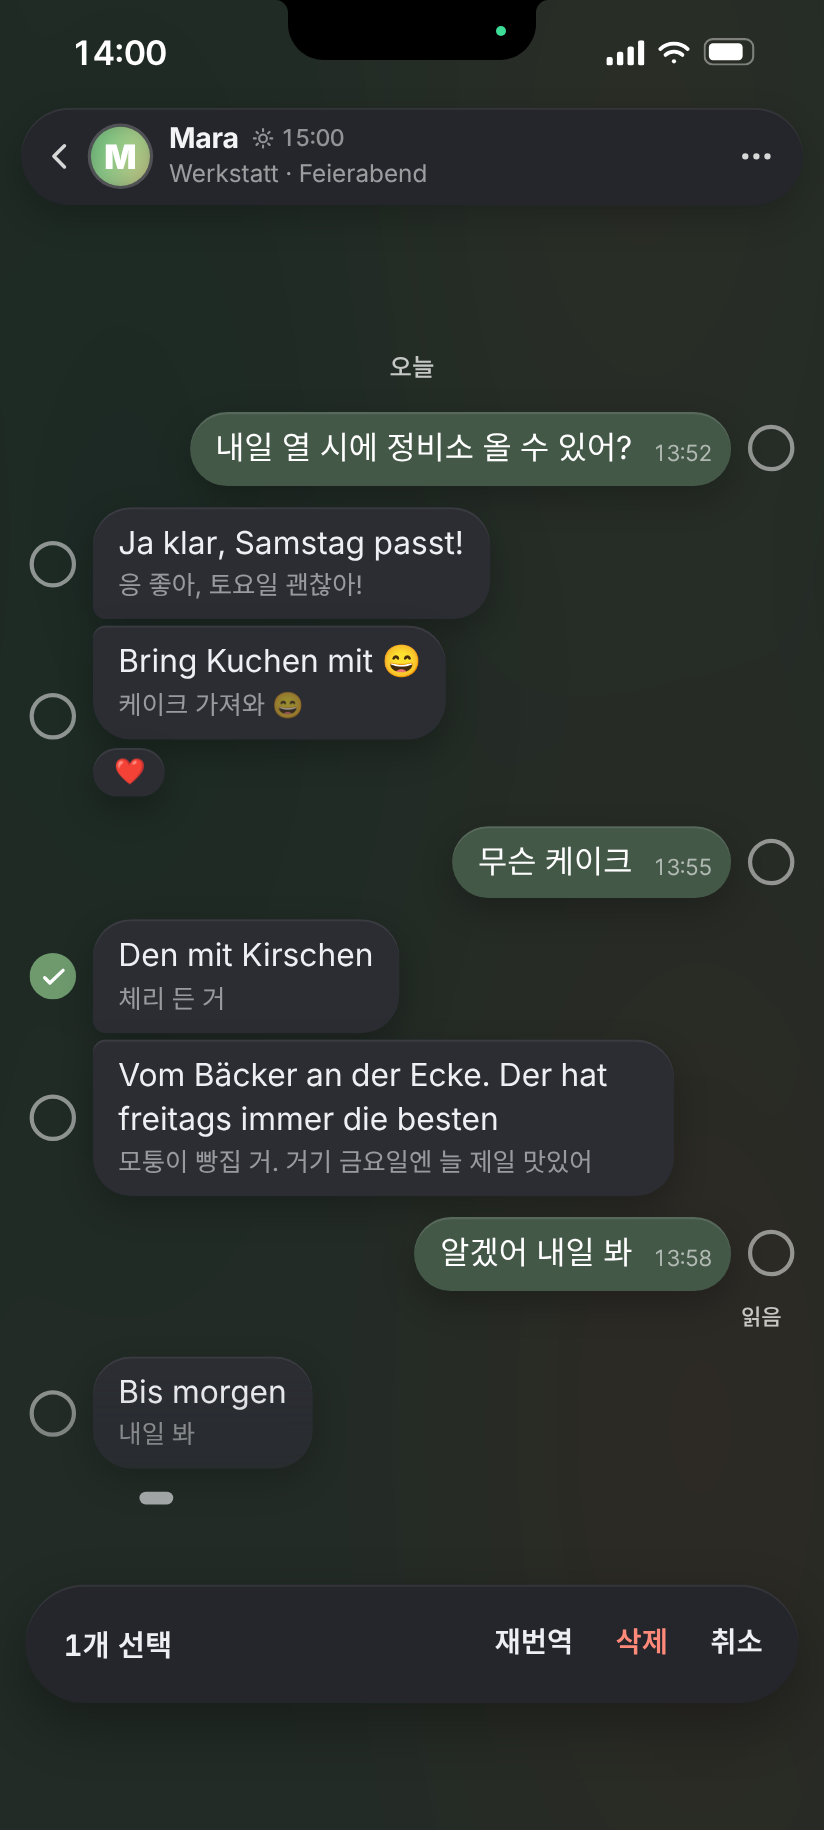 14:00
M
Mara 15:00
Werkstatt · Feierabend
오늘
내일 열 시에 정비소 올 수 있어? 13:52
Ja klar, Samstag passt!
응 좋아, 토요일 괜찮아!
Bring Kuchen mit 😄
케이크 가져와 😄
❤️
무슨 케이크 13:55
Den mit Kirschen
체리 든 거
Vom Bäcker an der Ecke. Der hat
freitags immer die besten
모퉁이 빵집 거. 거기 금요일엔 늘 제일 맛있어
알겠어 내일 봐 13:58
읽음
Bis morgen
내일 봐
1개 선택 재번역 삭제 취소